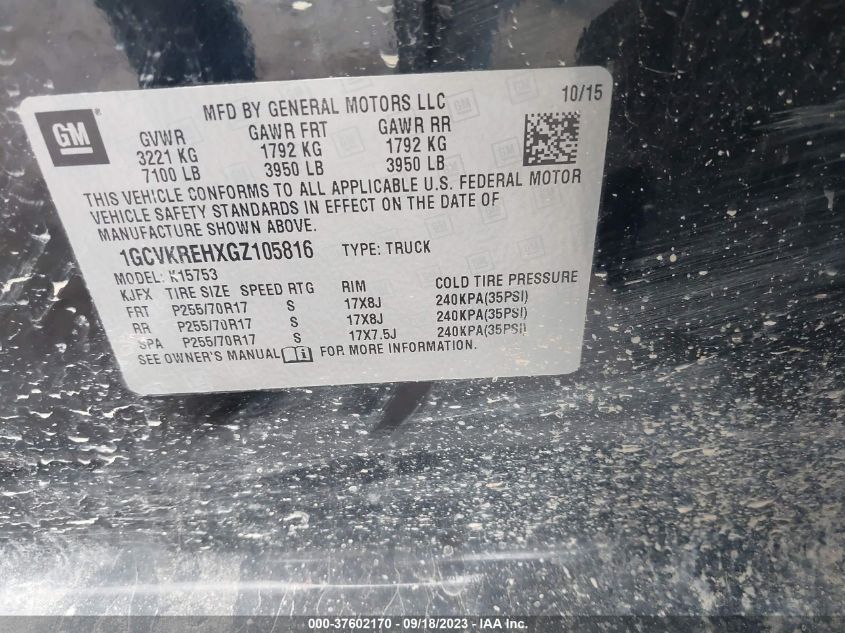 MFD BY GENERAL MOTORS LLC 10/15
GM
GVWR GAWR FRT GAWR RR
3221 KG 1792 KG 1792 KG
7100 LB 3950 LB 3950 LB
THIS VEHICLE CONFORMS TO ALL APPLICABLE U.S. FEDERAL MOTOR
VEHICLE SAFETY STANDARDS IN EFFECT ON THE DATE OF
MANUFACTURE SHOWN ABOVE.
1GCVKREHXGZ105816 TYPE: TRUCK
MODEL: K15753
KJFX TIRE SIZE SPEED RTG RIM COLD TIRE PRESSURE
FRT P255/70R17 S 17X8J 240KPA(35PSI)
RR P255/70R17 S 17X8J 240KPA(35PSI)
SPA P255/70R17 S 17X7.5J 240KPA(35PSI)
SEE OWNER'S MANUAL FOR MORE INFORMATION.
000-37602170 - 09/18/2023 - WWW.IAAI.COM